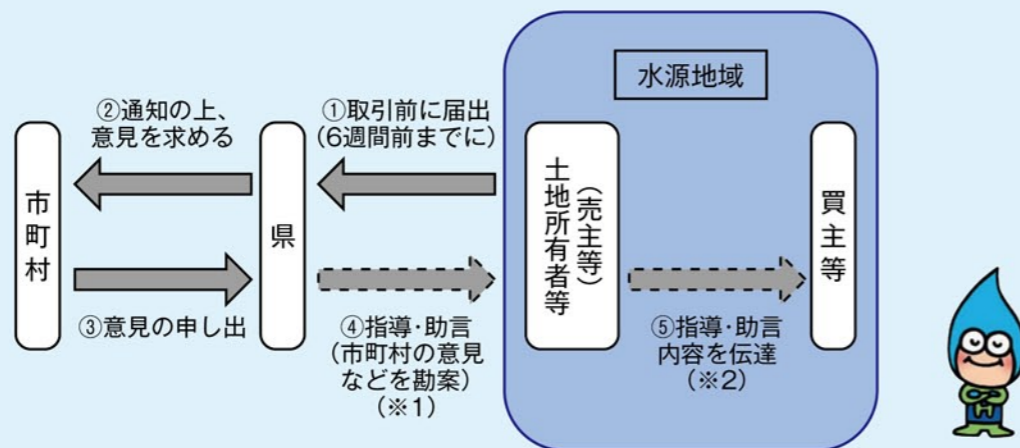 水源地域
②通知の上、
意見を求める
①取引前に届出
(6週間前までに)
市町村
県
土地所有者等
(売主等)
買主等
③意見の申し出
④指導・助言
(市町村の意見
などを勘案)
(※1)
⑤指導・助言
内容を伝達
(※2)